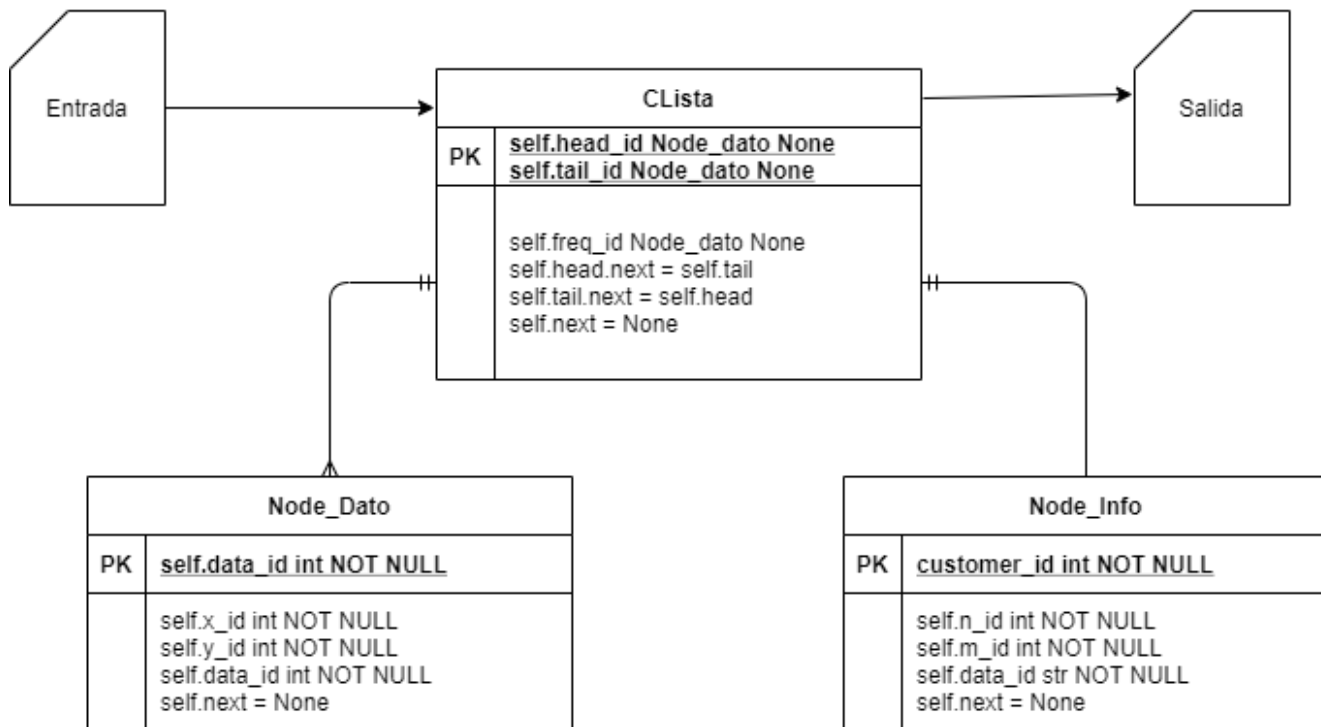 Entrada
CLista
Salida
PK
self.head_id Node_dato None
self.tail_id Node_dato None
self.freq_id Node_dato None
self.head.next = self.tail
self.tail.next = self.head
self.next = None
Node_Dato
PK
self.data_id int NOT NULL
self.x_id int NOT NULL
self.y_id int NOT NULL
self.data_id int NOT NULL
self.next = None
Node_Info
PK
customer_id int NOT NULL
self.n_id int NOT NULL
self.m_id int NOT NULL
self.data_id str NOT NULL
self.next = None